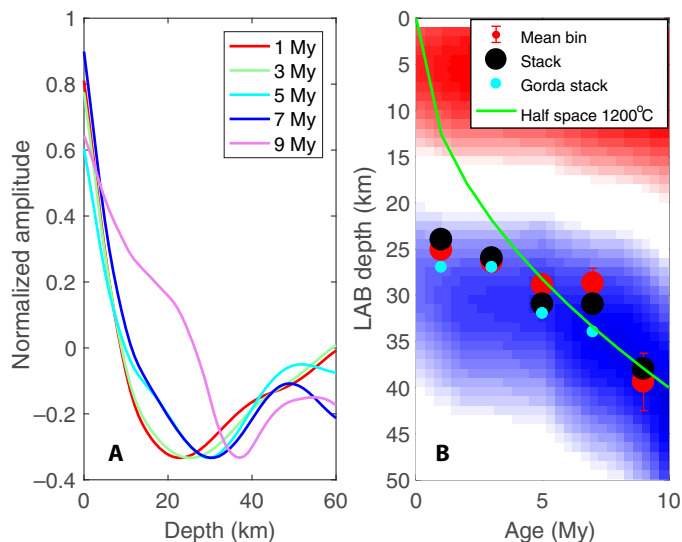 1 My
3 My
5 My
7 My
9 My
1
0.8
0.6
0.4
0.2
0
–0.2
–0.4
Normalized amplitude
A
0 20 40 60
Depth (km)
Mean bin
Stack
Gorda stack
Half space 1200°C
0
5
10
15
20
25
30
35
40
45
50
LAB depth (km)
B
0 5 10
Age (My)